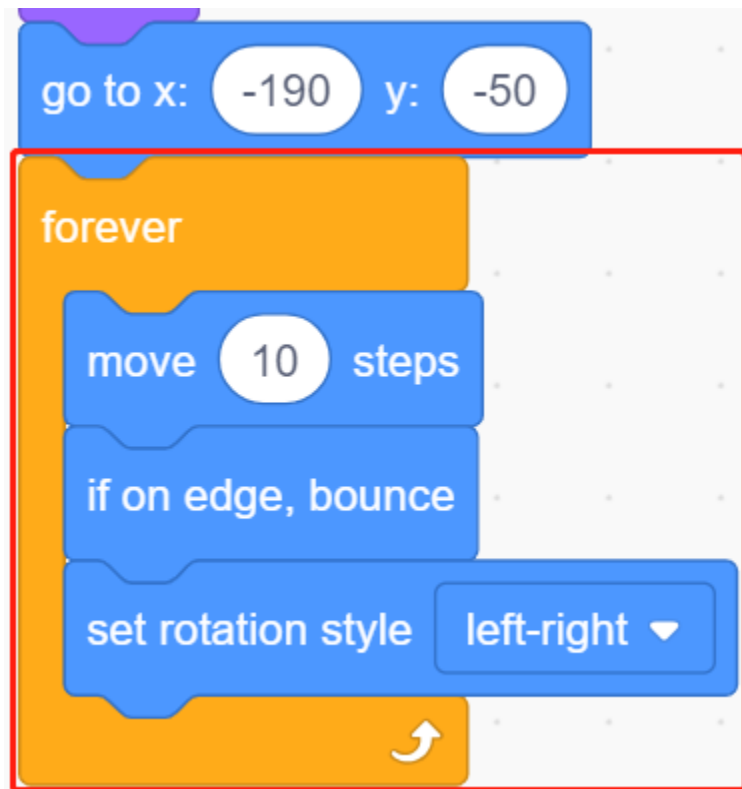 go to x: -190 y: -50
forever
move 10 steps
if on edge, bounce
set rotation style left-right